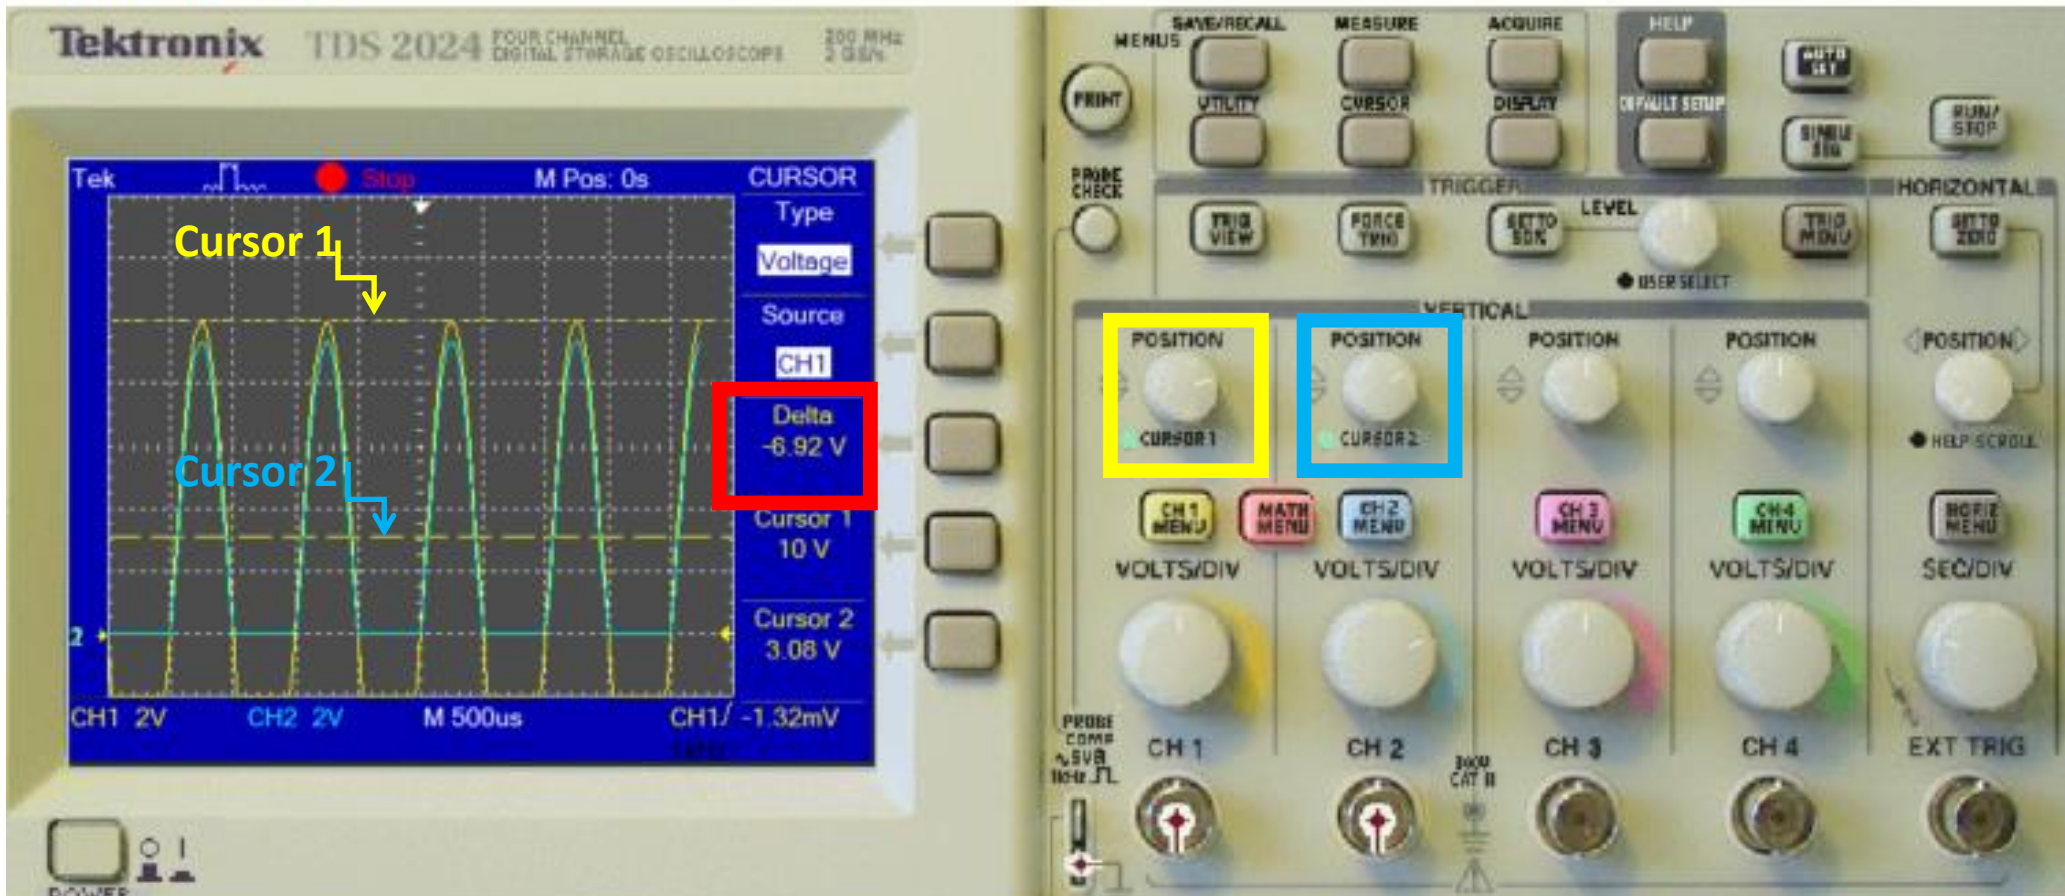 Tektronix TDS 2024 FOUR CHANNEL DIGITAL STORAGE OSCILLOSCOPE 200 MHz 2 GS/s
Tek Stop M Pos: 0s CURSOR
Type
Voltage
Source
CH1
Delta
-6.92 V
Cursor 1
10 V
Cursor 2
3.08 V
Cursor 1
Cursor 2
2
CH1 2V CH2 2V M 500us CH1/ -1.32mV
POWER
MENUS
SAVE/RECALL MEASURE ACQUIRE HELP
PRINT
UTILITY CURSOR DISPLAY DEFAULT SETUP
AUTO SET
SINGLE SEQ
RUN/ STOP
PROBE CHECK
TRIGGER
TRIG VIEW
FORCE TRIG
SET TO 50%
LEVEL
USER SELECT
TRIG MENU
HORIZONTAL
SET TO ZERO
VERTICAL
POSITION POSITION POSITION POSITION POSITION
CURSOR 1 CURSOR 2 HELP SCROLL
CH 1 MENU
MATH MENU
CH 2 MENU
CH 3 MENU
CH 4 MENU
HORIZ MENU
VOLTS/DIV VOLTS/DIV VOLTS/DIV VOLTS/DIV SEC/DIV
PROBE COMP
~5V@
1kHz
CH 1 CH 2 CH 3 CH 4 EXT TRIG
300V
CAT II